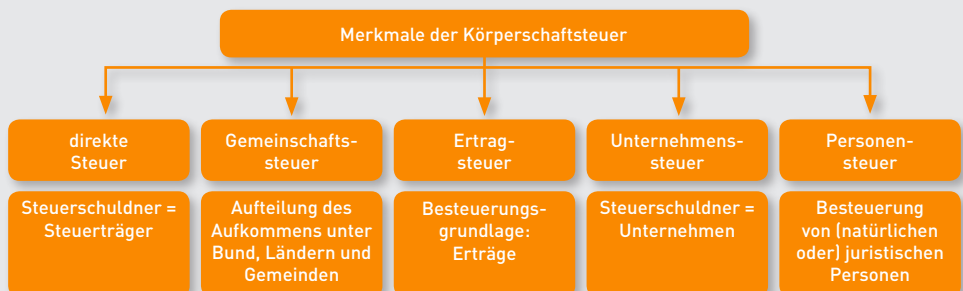 Merkmale der Körperschaftsteuer
direkte
Steuer
Gemeinschafts-
steuer
Ertrag-
steuer
Unternehmens-
steuer
Personen-
steuer
Steuerschuldner =
Steuerträger
Aufteilung des
Aufkommens unter
Bund, Ländern und
Gemeinden
Besteuerungs-
grundlage:
Erträge
Steuerschuldner =
Unternehmen
Besteuerung
von (natürlichen
oder) juristischen
Personen